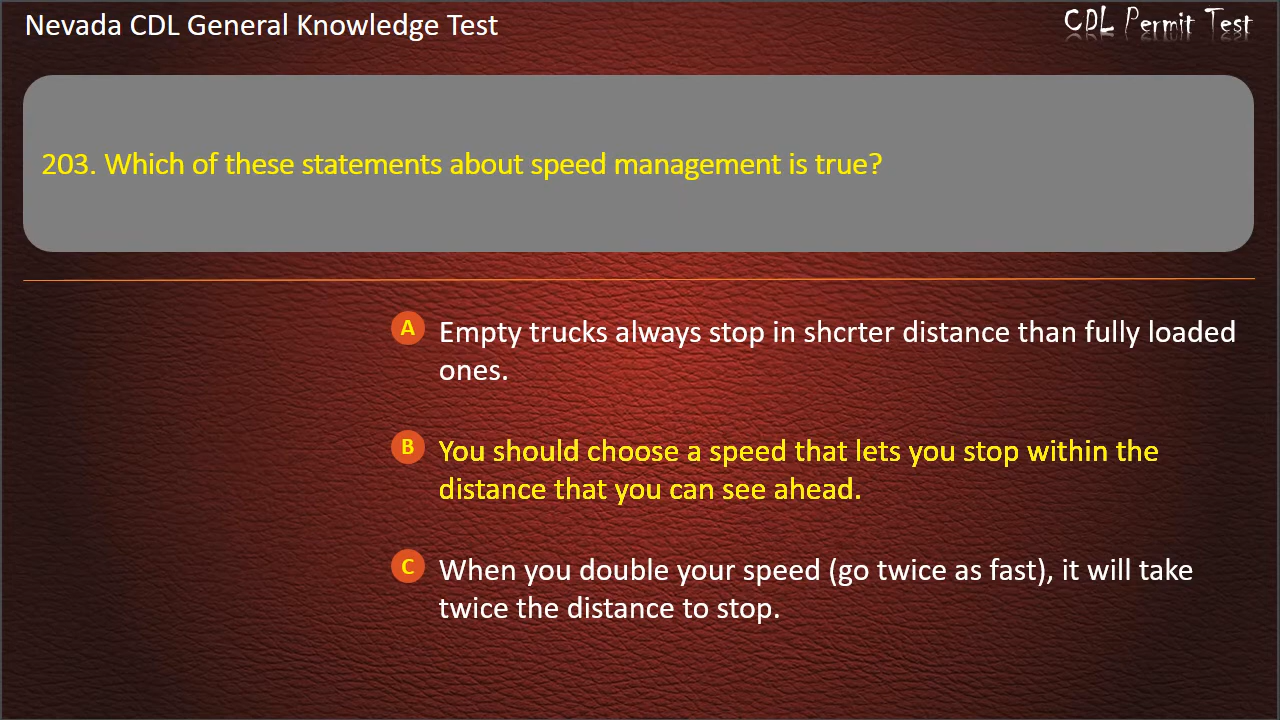 Nevada CDL General Knowledge Test
CDL Permit Test
203. Which of these statements about speed management is true?
A Empty trucks always stop in shcrter distance than fully loaded
ones.
B You should choose a speed that lets you stop within the
distance that you can see ahead.
C When you double your speed (go twice as fast), it will take
twice the distance to stop.